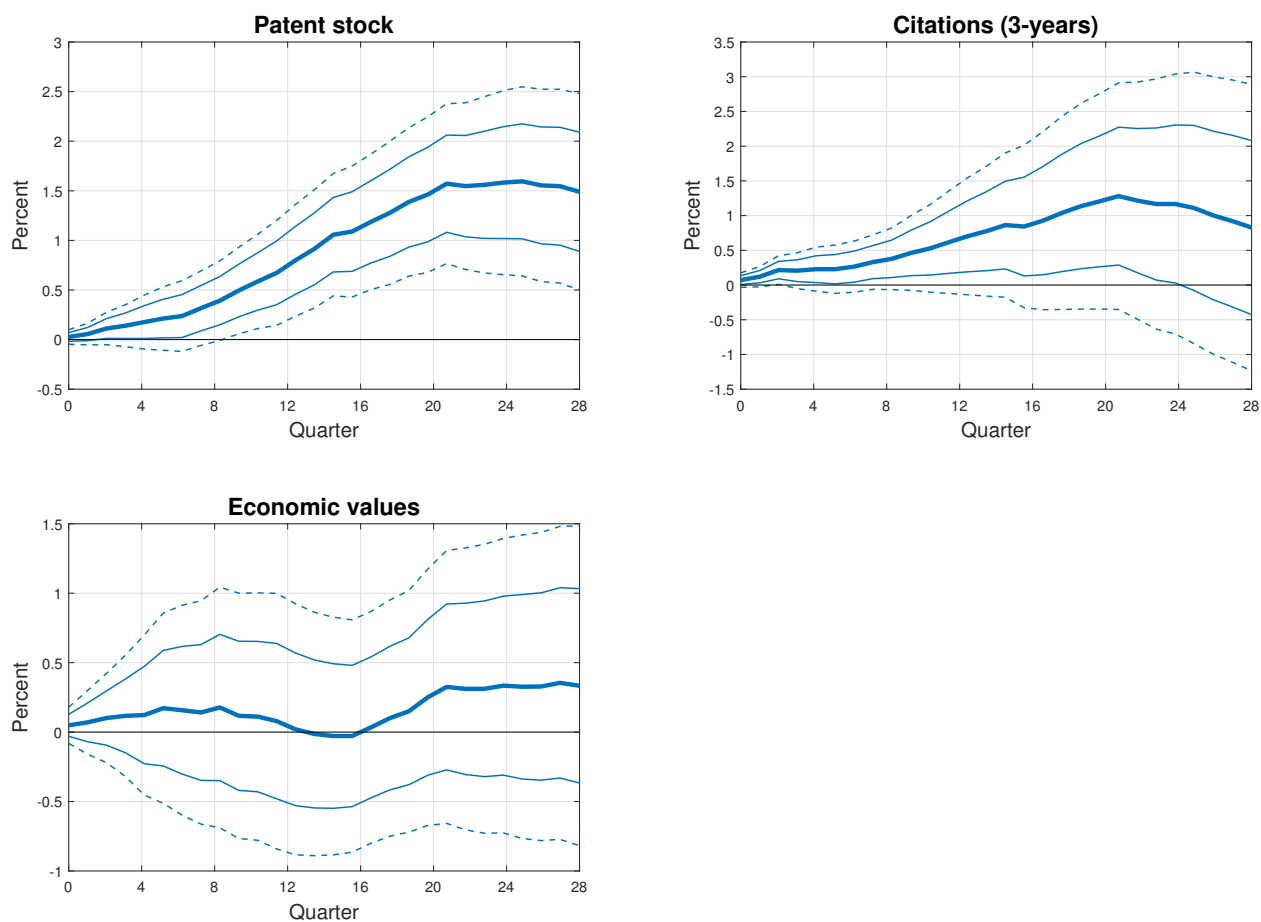 Patent stock
3
2.5
2
1.5
1
0.5
0
-0.5
Percent
0 4 8 12 16 20 24 28
Quarter
Citations (3-years)
3.5
3
2.5
2
1.5
1
0.5
0
-0.5
-1
-1.5
Percent
0 4 8 12 16 20 24 28
Quarter
Economic values
1.5
1
0.5
0
-0.5
-1
Percent
0 4 8 12 16 20 24 28
Quarter